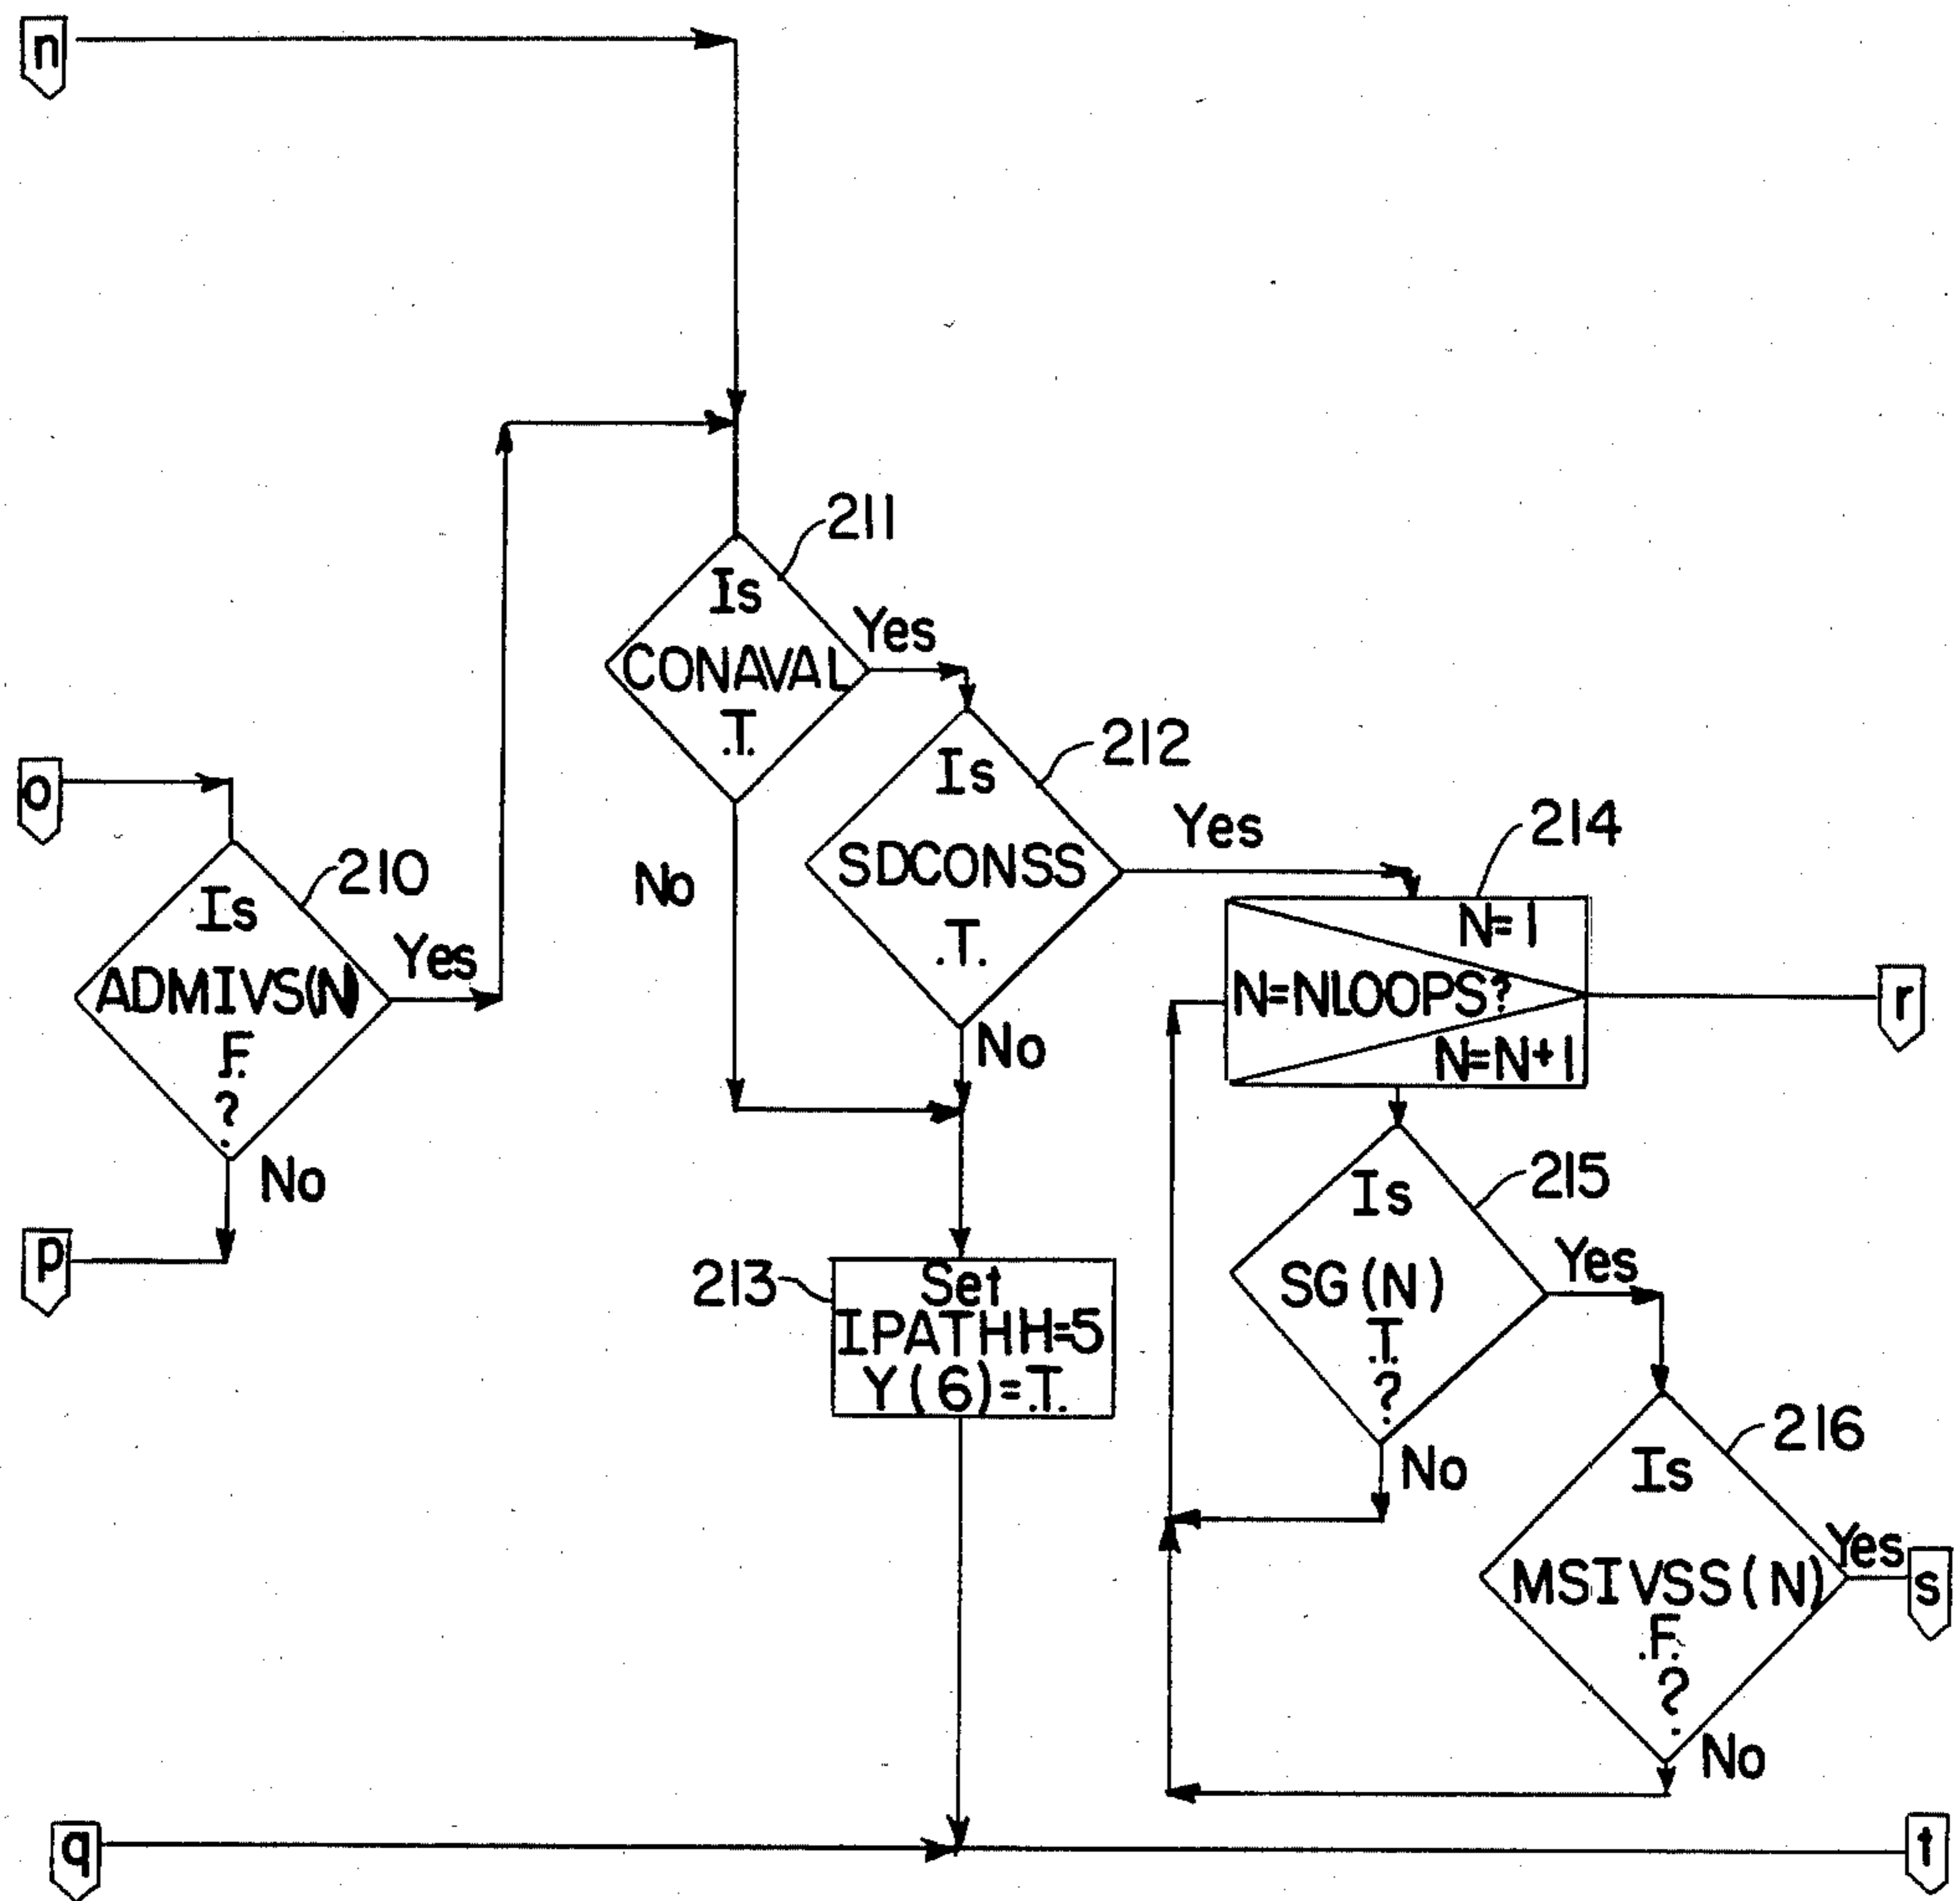 n
211
Is
CONAVAL
.T.
Yes
No
212
Is
SDCONSS
.T.
Yes
No
o
210
Is
ADMIVS(N)
.F.
?
Yes
No
p
214
N=1
N=NLOOPS?
N=N+1
r
213
Set
IPATHH=5
Y(6)=.T.
215
Is
SG(N)
.T.
?
Yes
No
216
Is
MSIVSS(N)
.F.
?
Yes
s
No
q
t